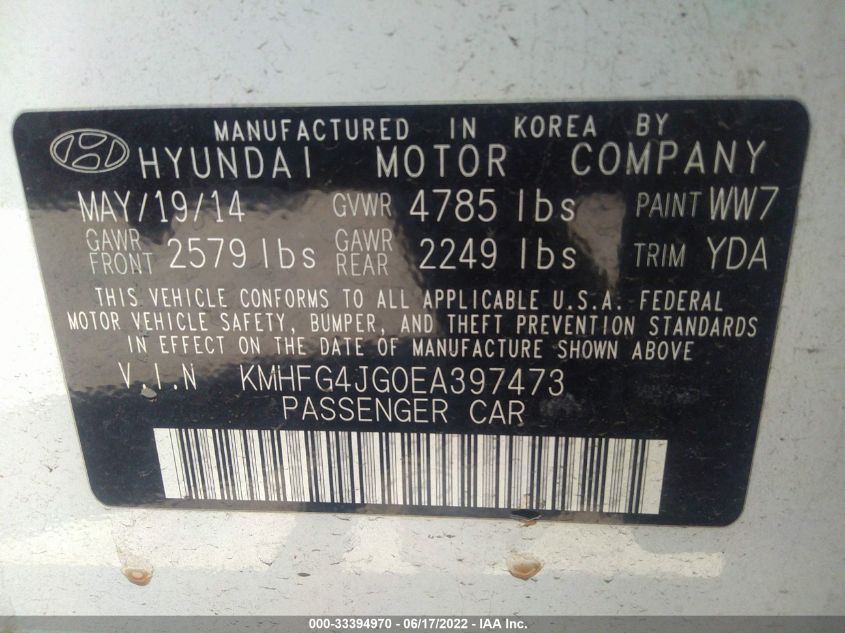 MANUFACTURED IN KOREA BY
HYUNDAI MOTOR COMPANY
MAY/19/14 GVWR 4785 lbs PAINT WW7
GAWR FRONT 2579 lbs GAWR REAR 2249 lbs TRIM YDA
THIS VEHICLE CONFORMS TO ALL APPLICABLE U.S.A. FEDERAL
MOTOR VEHICLE SAFETY, BUMPER, AND THEFT PREVENTION STANDARDS
IN EFFECT ON THE DATE OF MANUFACTURE SHOWN ABOVE
V.I.N KMHFG4JG0EA397473
PASSENGER CAR
000-33394970 - 06/17/2022 - IAA Inc.